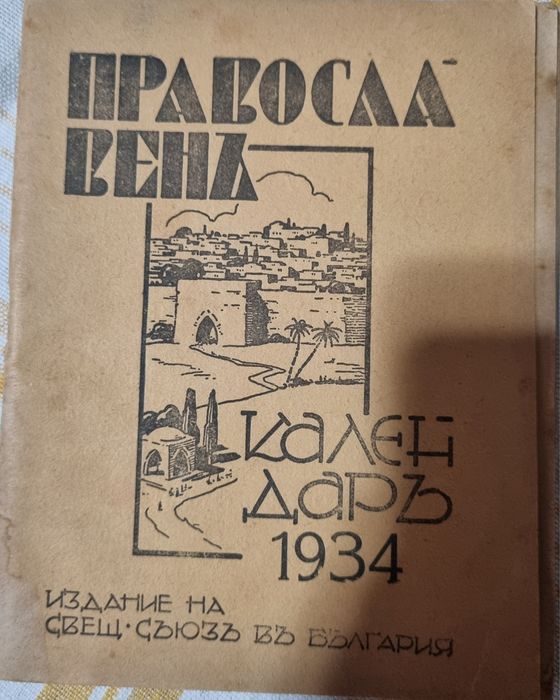 ПРАВОСЛА-
ВЕНЪ
КАЛЕН-
ДАРЪ
1934
ИЗДАНИЕ НА
СВЕЩ· СЪЮЗЪ ВЪ БЪЛГАРИЯ